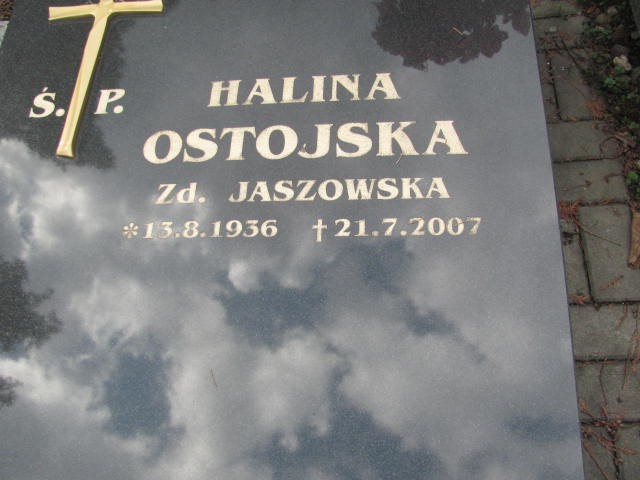 Ś. P.
HALINA
OSTOJSKA
Zd. JASZOWSKA
*13.8.1936 †21.7.2007